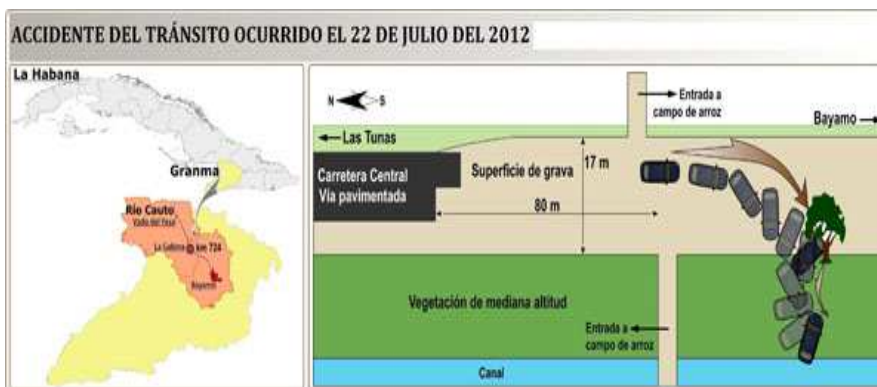 ACCIDENTE DEL TRÁNSITO OCURRIDO EL 22 DE JULIO DEL 2012
La Habana
Granma
Río Cauto
La Gabina km 724
Bayamo
N S
Las Tunas
Entrada a
campo de arroz
Bayamo
Carretera Central
Vía pavimentada
Superficie de grava
17 m
80 m
Vegetación de mediana altitud
Entrada a
campo de arroz
Canal